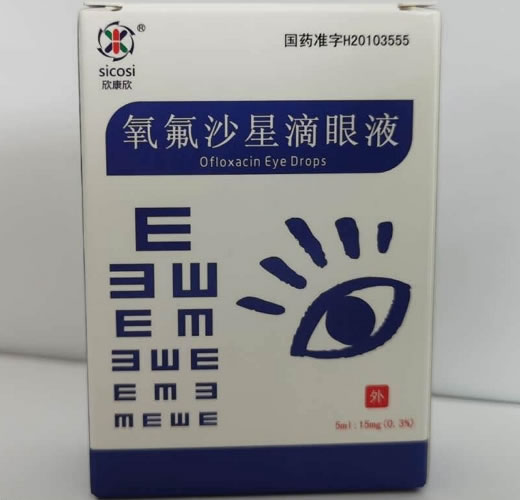 国药准字H20103555
®
sicosi
欣康欣
氧氟沙星滴眼液
Ofloxacin Eye Drops
E
E E
E E
E E E
E E E
E E E E
外
5ml:15mg(0.3%)